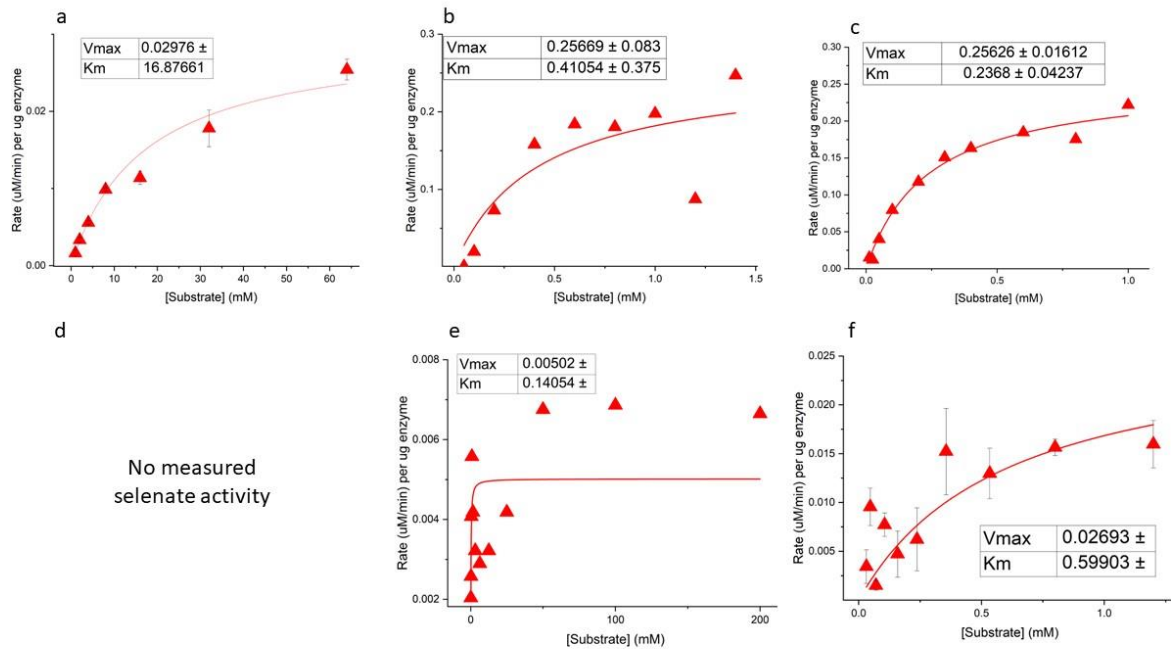 a
Vmax 0.02976 ±
Km 16.87661
Rate (uM/min) per ug enzyme
0.02
0.00
0 10 20 30 40 50 60
[Substrate] (mM)
b
Vmax 0.25669 ± 0.083
Km 0.41054 ± 0.375
Rate (uM/min) per ug enzyme
0.3
0.2
0.1
0.0 0.5 1.0 1.5
[Substrate] (mM)
c
Vmax 0.25626 ± 0.01612
Km 0.2368 ± 0.04237
Rate (uM/min) per ug enzyme
0.30
0.25
0.20
0.15
0.10
0.05
0.00
0.0 0.5 1.0
[Substrate] (mM)
d
No measured
selenate activity
e
Vmax 0.00502 ±
Km 0.14054 ±
Rate (uM/min) per ug enzyme
0.008
0.006
0.004
0.002
0 100 200
[Substrate] (mM)
f
Rate (uM/min) per ug enzyme
0.025
0.020
0.015
0.010
0.005
Vmax 0.02693 ±
Km 0.59903 ±
0.0 0.5 1.0
[Substrate] (mM)